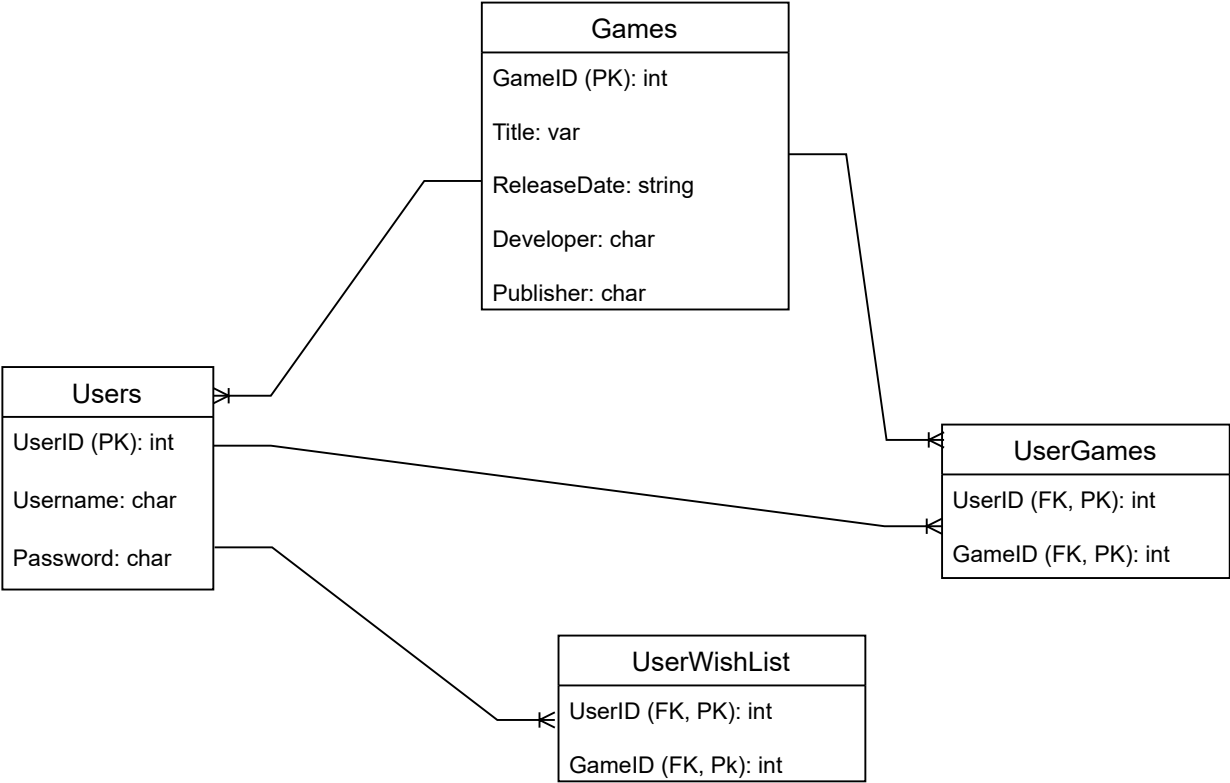 Games
GameID (PK): int
Title: var
ReleaseDate: string
Developer: char
Publisher: char
Users
UserID (PK): int
Username: char
Password: char
UserGames
UserID (FK, PK): int
GameID (FK, PK): int
UserWishList
UserID (FK, PK): int
GameID (FK, Pk): int